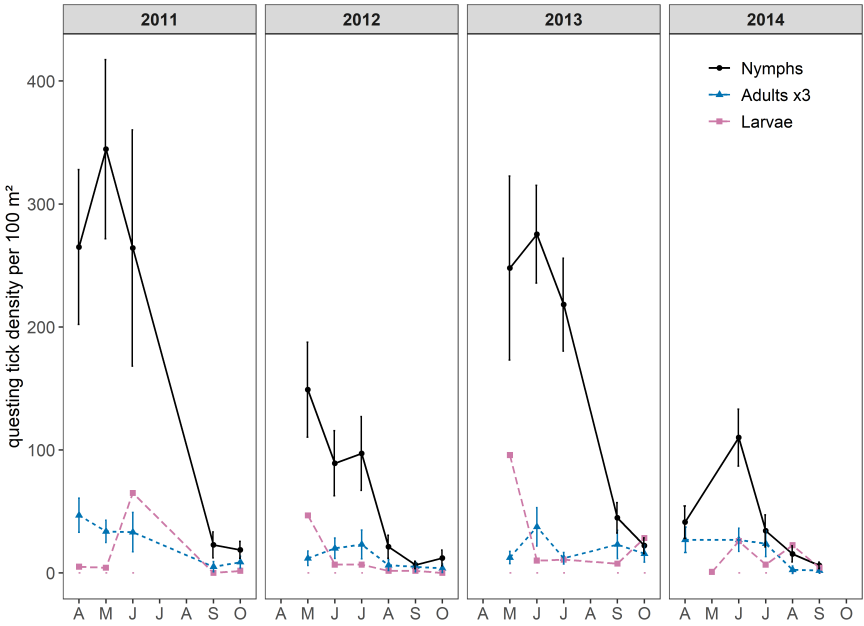 2011 2012 2013 2014
Nymphs
Adults x3
Larvae
questing tick density per 100 m²
400
300
200
100
0
A M J J A S O A M J J A S O A M J J A S O A M J J A S O